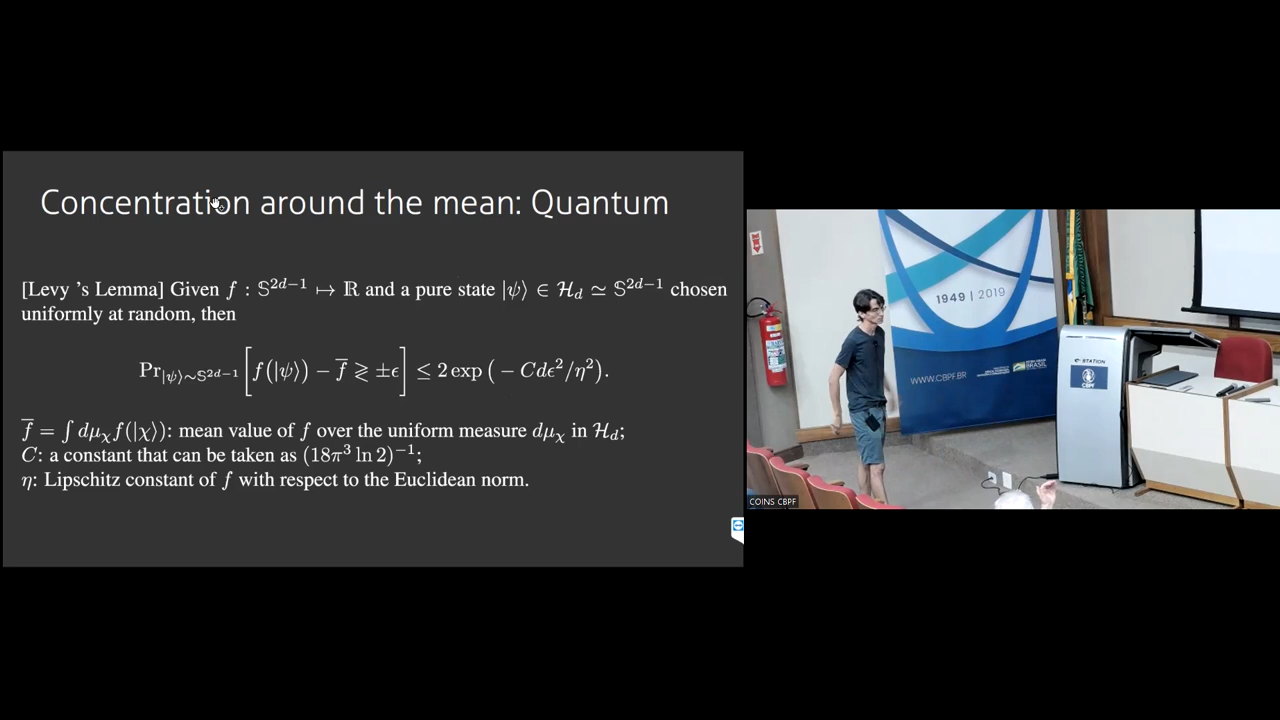 Concentration around the mean: Quantum
[Levy 's Lemma] Given f : 𝕊^{2d−1} ↦ ℝ and a pure state |ψ⟩ ∈ ℋ_d ≃ 𝕊^{2d−1} chosen
uniformly at random, then
Pr_{|ψ⟩∼𝕊^{2d−1}} [f(|ψ⟩) − f̅ ≷ ±ϵ] ≤ 2 exp (− Cdϵ²/η²).
f̅ = ∫ dμ_χ f(|χ⟩): mean value of f over the uniform measure dμ_χ in ℋ_d;
C: a constant that can be taken as (18π³ ln 2)^{−1};
η: Lipschitz constant of f with respect to the Euclidean norm.
1949 | 2019
WWW.CBPF.BR
BRASIL
STATION
CBPF
COINS CBPF